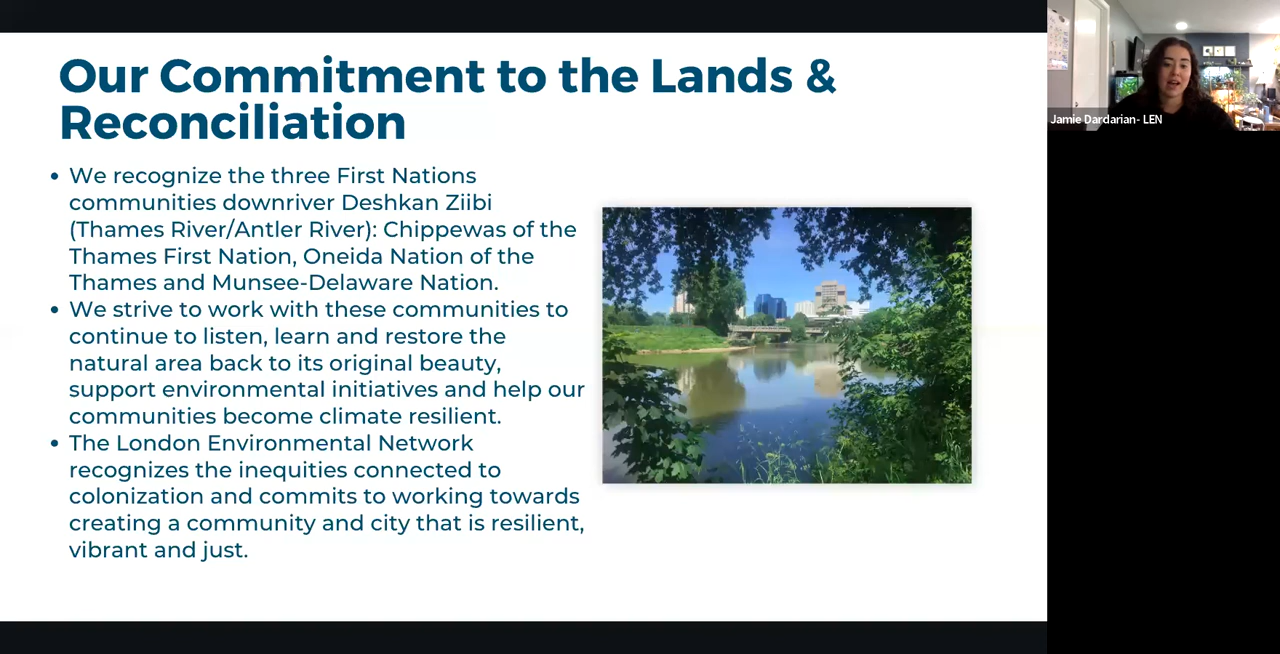 Our Commitment to the Lands &
Reconciliation
• We recognize the three First Nations
communities downriver Deshkan Ziibi
(Thames River/Antler River): Chippewas of the
Thames First Nation, Oneida Nation of the
Thames and Munsee-Delaware Nation.
• We strive to work with these communities to
continue to listen, learn and restore the
natural area back to its original beauty,
support environmental initiatives and help our
communities become climate resilient.
• The London Environmental Network
recognizes the inequities connected to
colonization and commits to working towards
creating a community and city that is resilient,
vibrant and just.
Jamie Dardarian- LEN